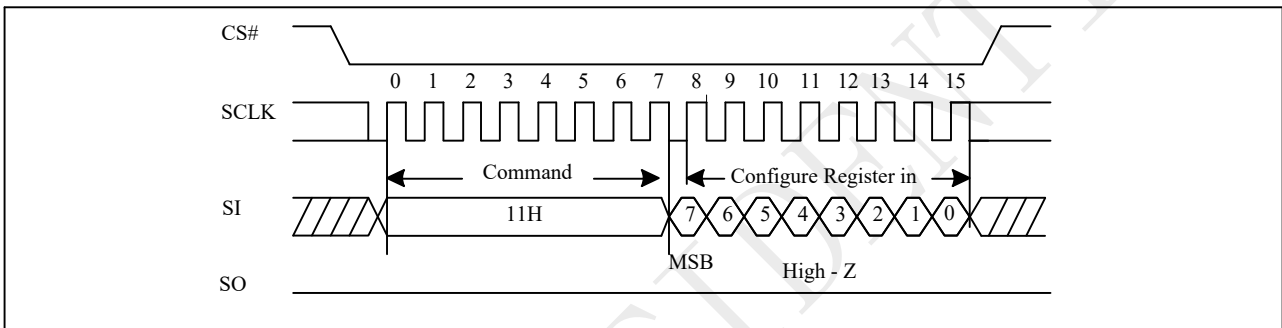 CS#
0 1 2 3 4 5 6 7 8 9 10 11 12 13 14 15
SCLK
Command Configure Register in
SI 11H 7 6 5 4 3 2 1 0
MSB High - Z
SO